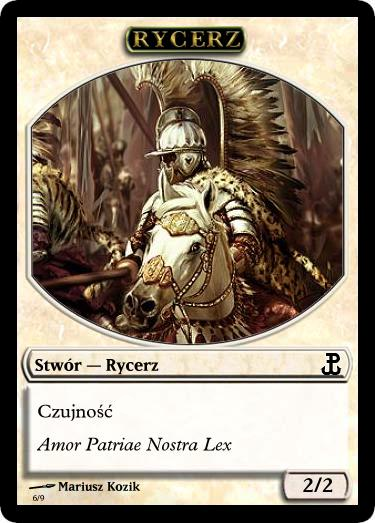 RYCERZ
Stwór — Rycerz
Czujność
Amor Patriae Nostra Lex
Mariusz Kozik
6/9
2/2